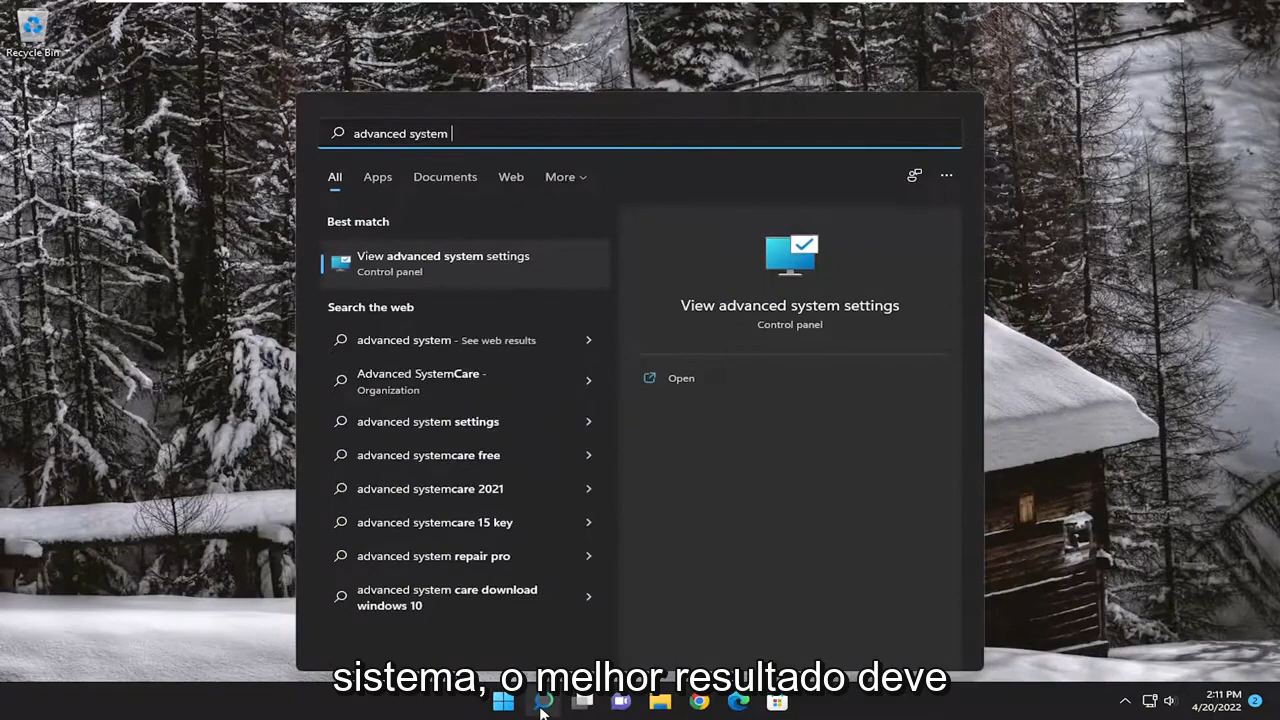 Recycle Bin
advanced system
All
Apps
Documents
Web
More
Best match
View advanced system settings
Control panel
Search the web
advanced system - See web results
Advanced SystemCare -
Organization
advanced system settings
advanced systemcare free
advanced systemcare 2021
advanced systemcare 15 key
advanced system repair pro
advanced system care download
windows 10
View advanced system settings
Control panel
Open
sistema, o melhor resultado deve
2:11 PM
4/20/2022
2